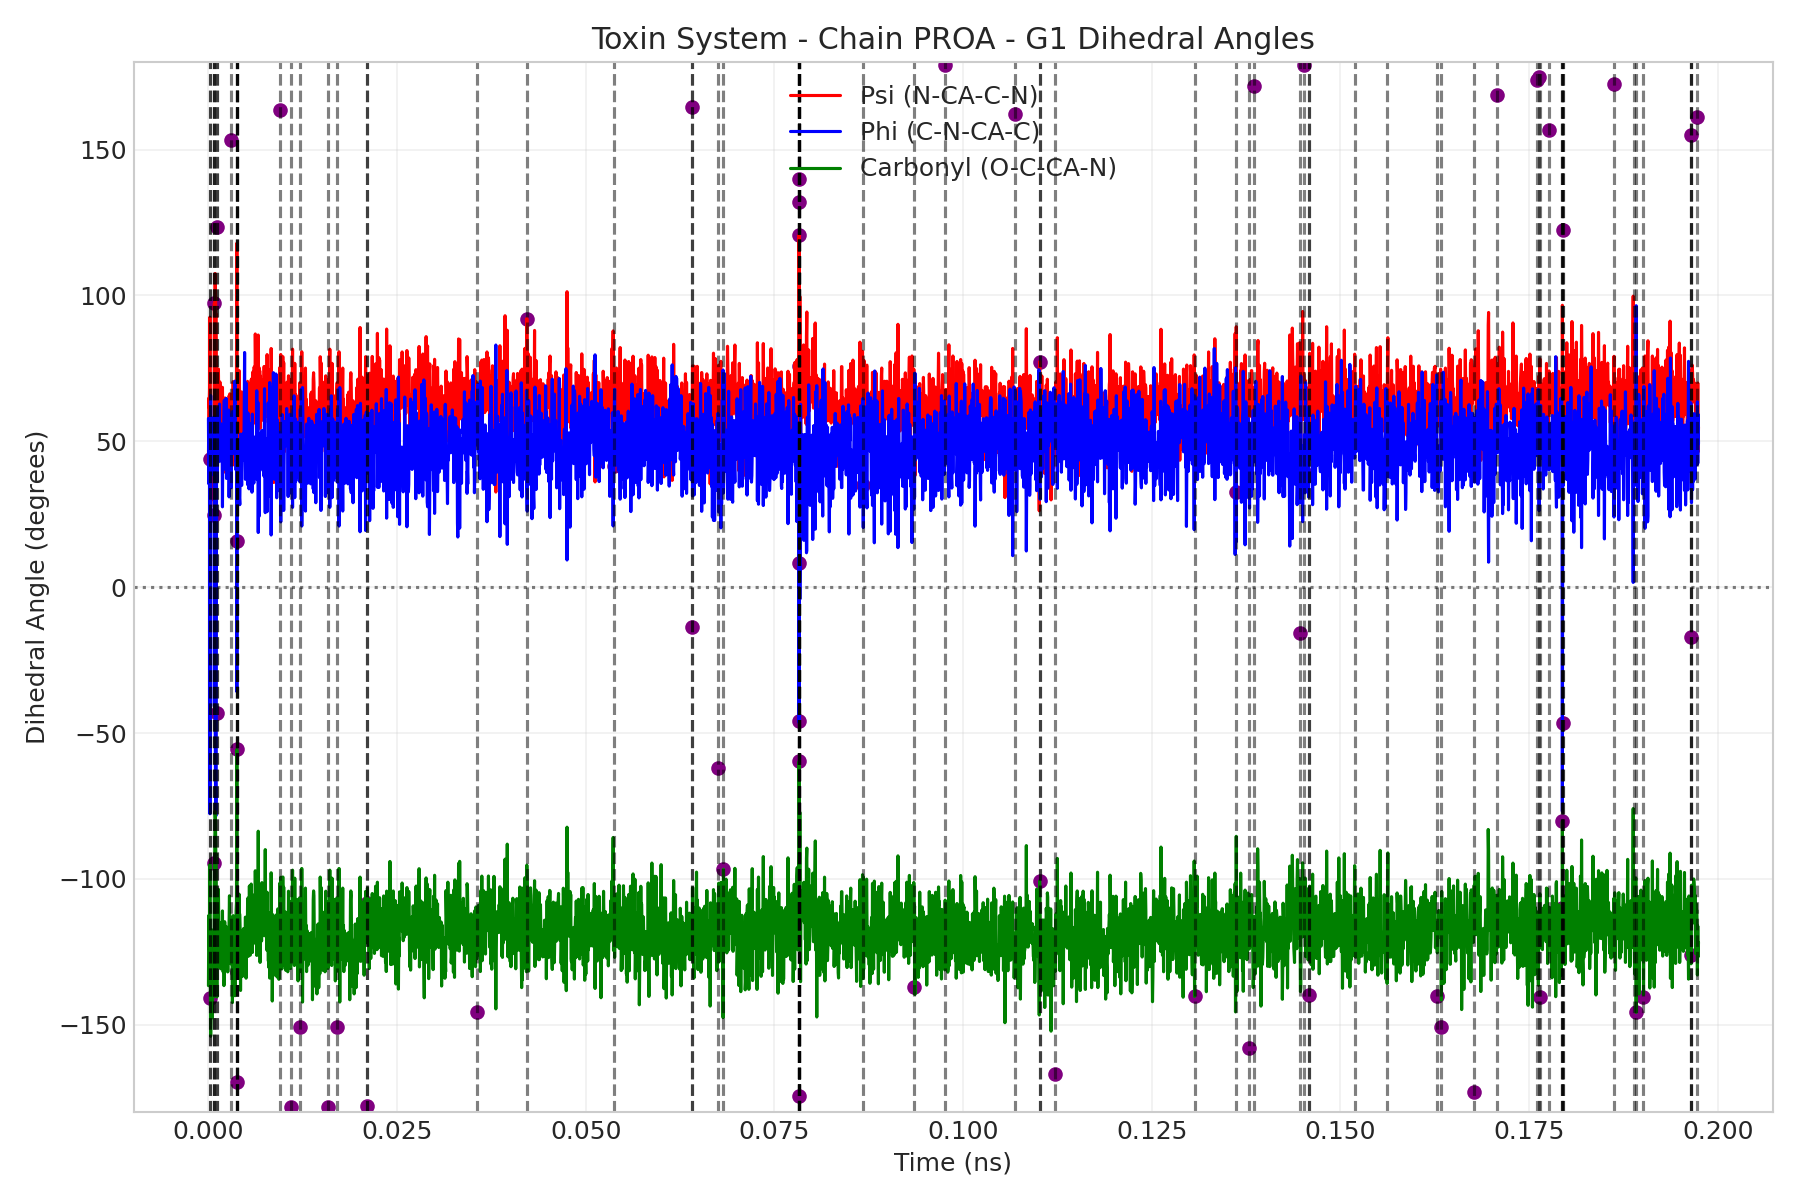 Toxin System - Chain PROA - G1 Dihedral Angles
Psi (N-CA-C-N)
Phi (C-N-CA-C)
Carbonyl (O-C-CA-N)
150
100
50
0
−50
−100
−150
Dihedral Angle (degrees)
0.000 0.025 0.050 0.075 0.100 0.125 0.150 0.175 0.200
Time (ns)